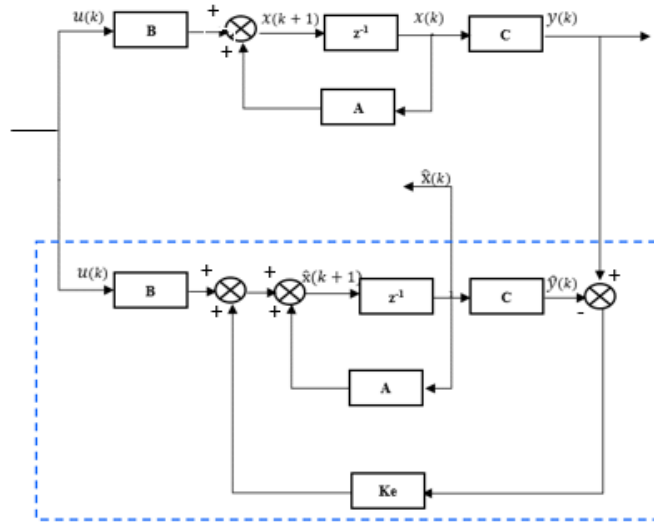 u(k)
B
+
+
x(k+1)
z⁻¹
x(k)
C
y(k)
A
x̂(k)
u(k)
B
+
+
+
+
x̂(k+1)
z⁻¹
C
ŷ(k)
+
-
A
Ke